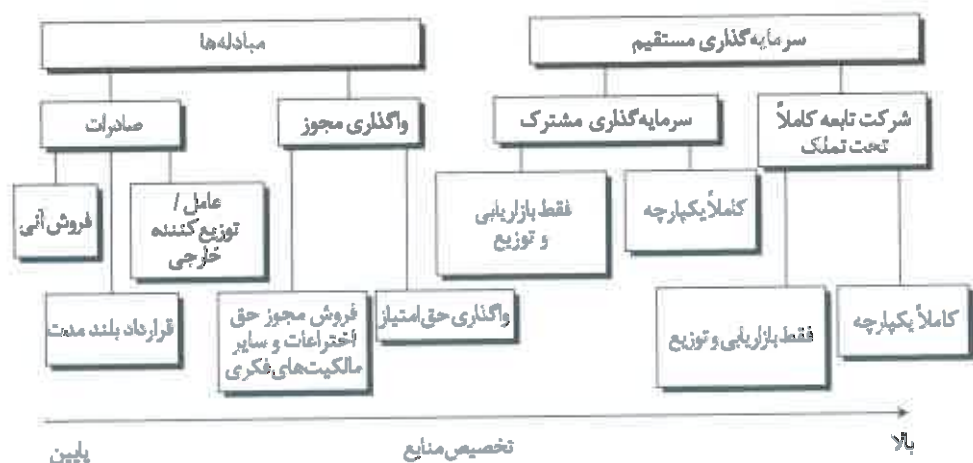 سرمایه‌گذاری مستقیم
مبادله‌ها
شرکت تابعه کاملاً
تحت تملک
سرمایه‌گذاری مشترک
واگذاری مجوز
صادرات
کاملاً یکپارچه
فقط بازاریابی و توزیع
کاملاً یکپارچه
فقط بازاریابی
و توزیع
واگذاری حق امتیاز
فروش مجوز حق
اختراعات و سایر
مالکیت‌های فکری
عامل /
توزیع‌کننده
خارجی
قرارداد بلند مدت
فروش آنی
بالا
تخصیص منابع
پایین